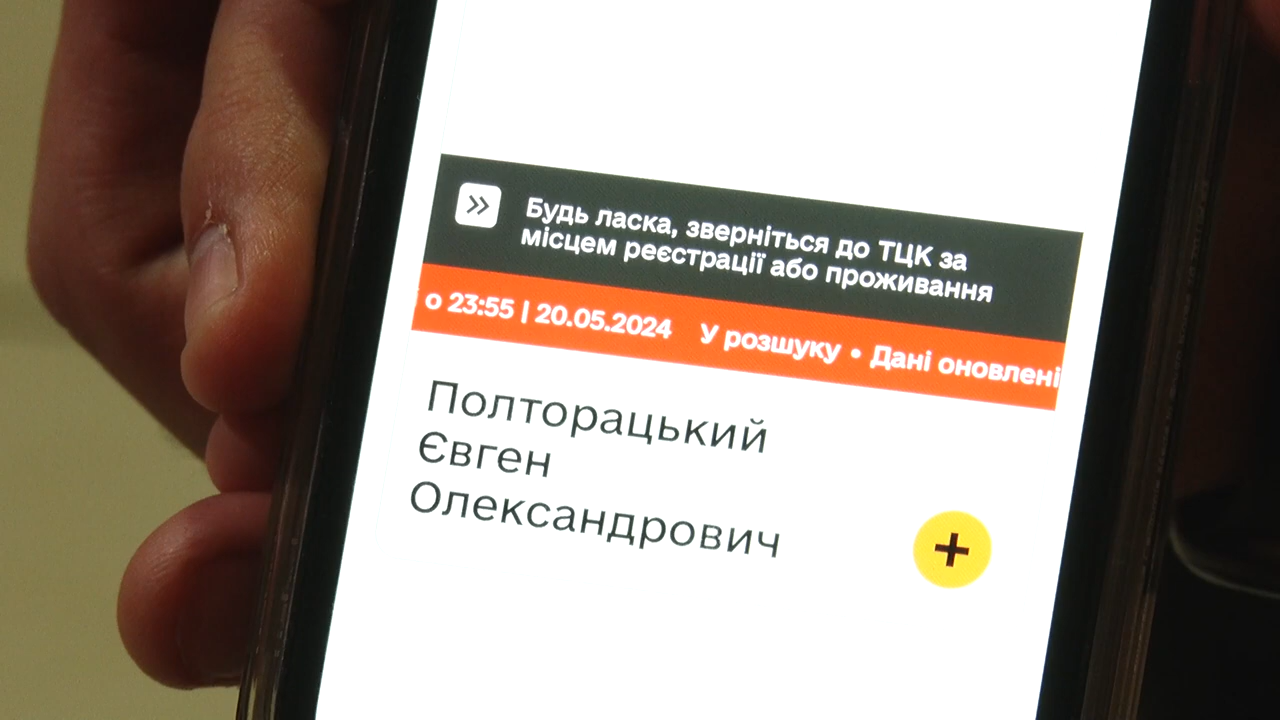 Будь ласка, зверніться до ТЦК за
місцем реєстрації або проживання
о 23:55 | 20.05.2024 У розшуку • Дані оновлені
Полторацький
Євген
Олександрович